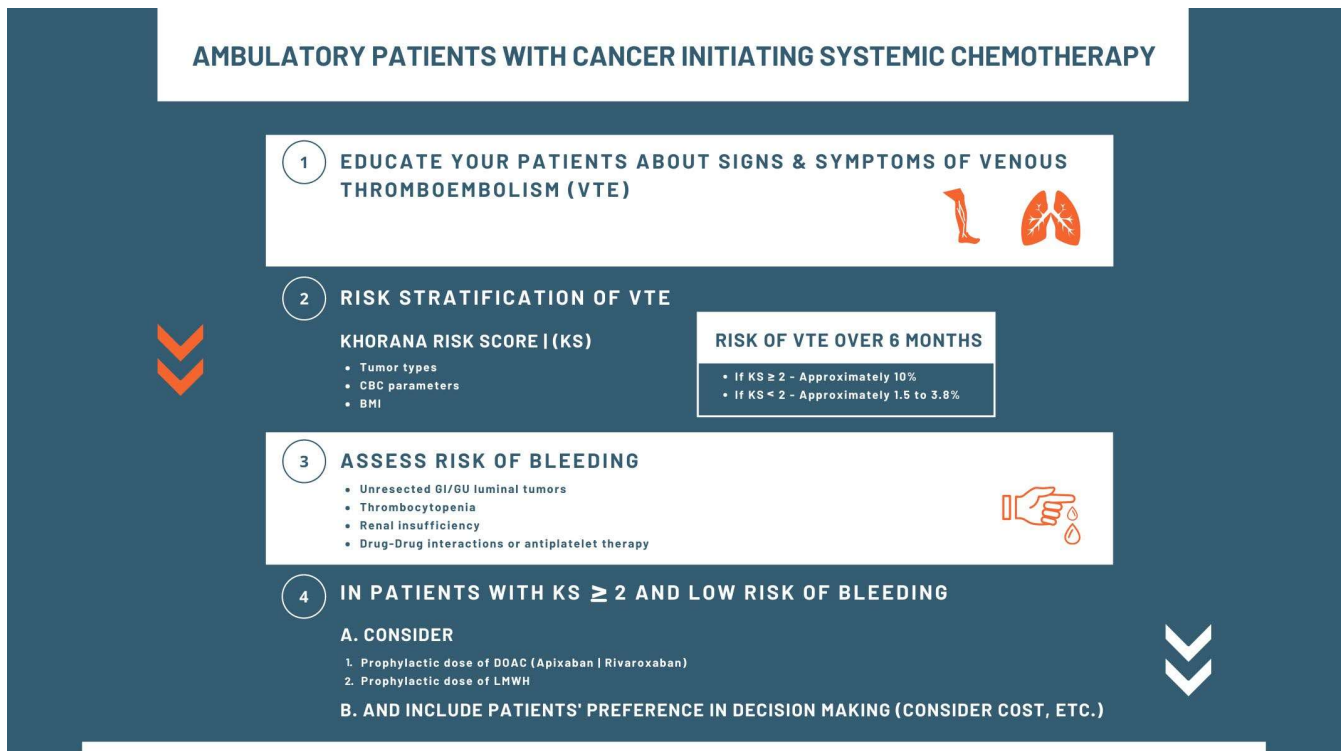 AMBULATORY PATIENTS WITH CANCER INITIATING SYSTEMIC CHEMOTHERAPY
1 EDUCATE YOUR PATIENTS ABOUT SIGNS & SYMPTOMS OF VENOUS
THROMBOEMBOLISM (VTE)
2 RISK STRATIFICATION OF VTE
KHORANA RISK SCORE | (KS)
• Tumor types
• CBC parameters
• BMI
RISK OF VTE OVER 6 MONTHS
• If KS ≥ 2 - Approximately 10%
• If KS < 2 - Approximately 1.5 to 3.8%
3 ASSESS RISK OF BLEEDING
• Unresected GI/GU luminal tumors
• Thrombocytopenia
• Renal insufficiency
• Drug-Drug interactions or antiplatelet therapy
4 IN PATIENTS WITH KS ≥ 2 AND LOW RISK OF BLEEDING
A. CONSIDER
1. Prophylactic dose of DOAC (Apixaban | Rivaroxaban)
2. Prophylactic dose of LMWH
B. AND INCLUDE PATIENTS' PREFERENCE IN DECISION MAKING (CONSIDER COST, ETC.)